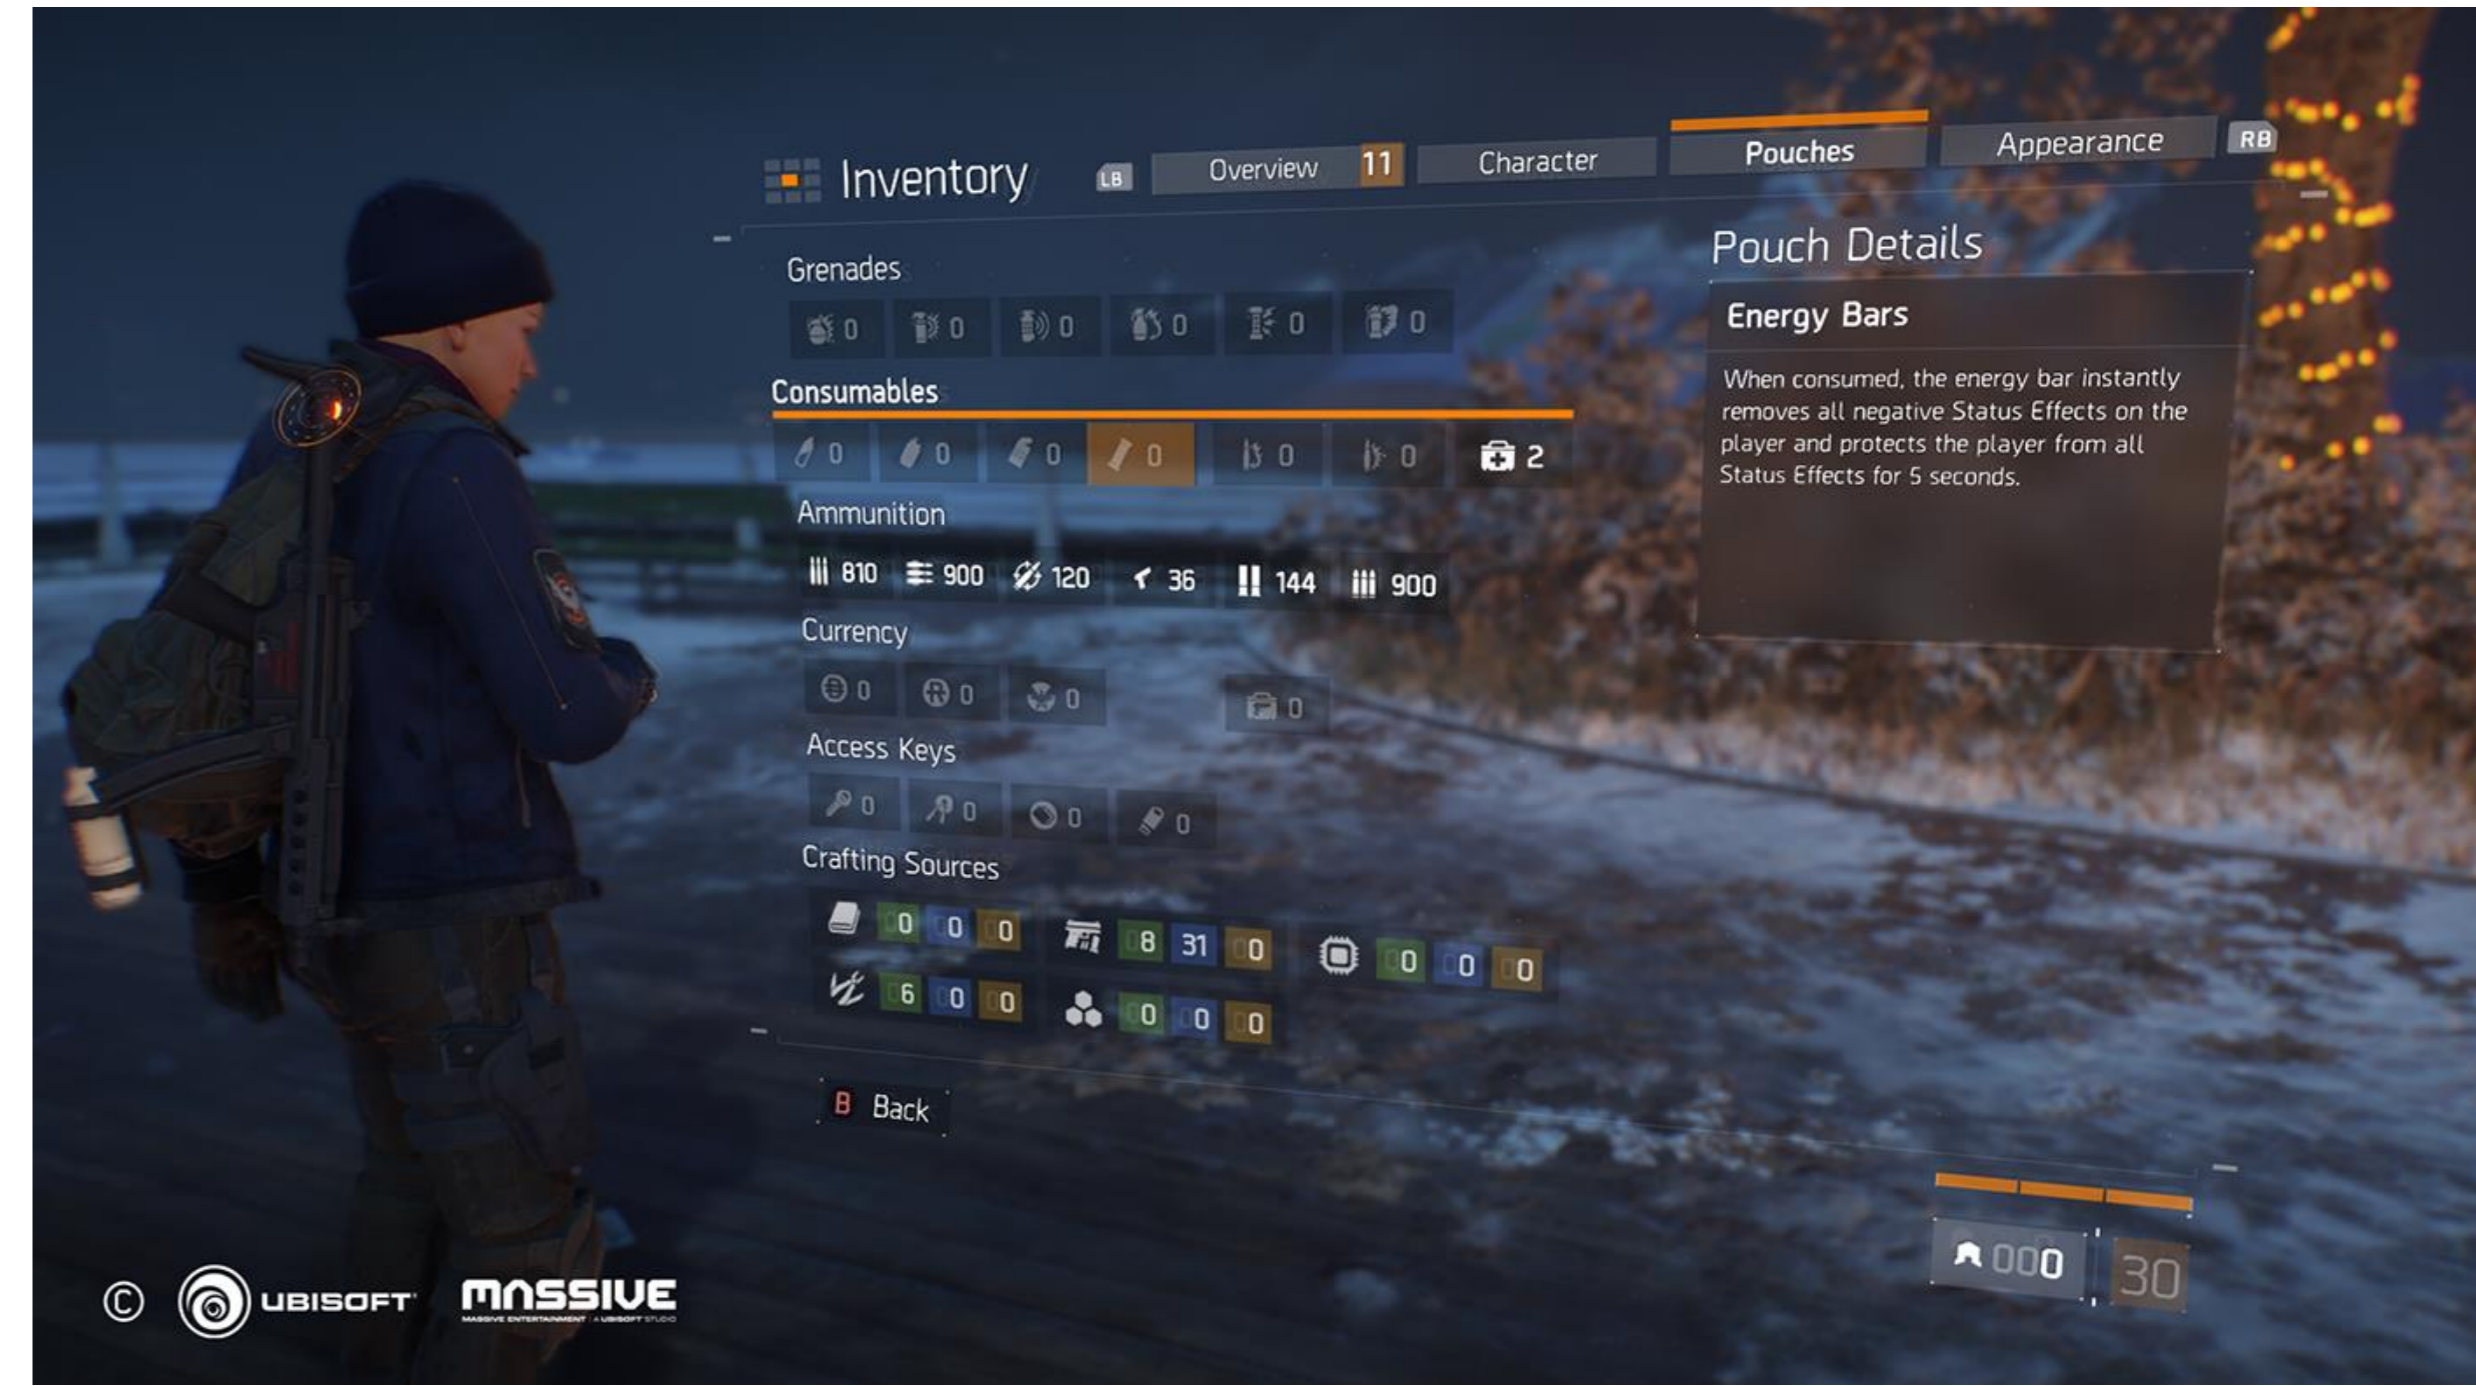 Inventory LB Overview 11 Character Pouches Appearance RB
Grenades
0 0 0 0 0 0
Consumables
0 0 0 0 0 0 2
Ammunition
810 900 120 36 144 900
Currency
0 0 0 0
Access Keys
0 0 0 0
Crafting Sources
0 0 0 8 31 0 0 0 0
6 0 0 0 0 0
B Back
Pouch Details
Energy Bars
When consumed, the energy bar instantly
removes all negative Status Effects on the
player and protects the player from all
Status Effects for 5 seconds.
000 30
© UBISOFT MASSIVE
MASSIVE ENTERTAINMENT | A UBISOFT STUDIO